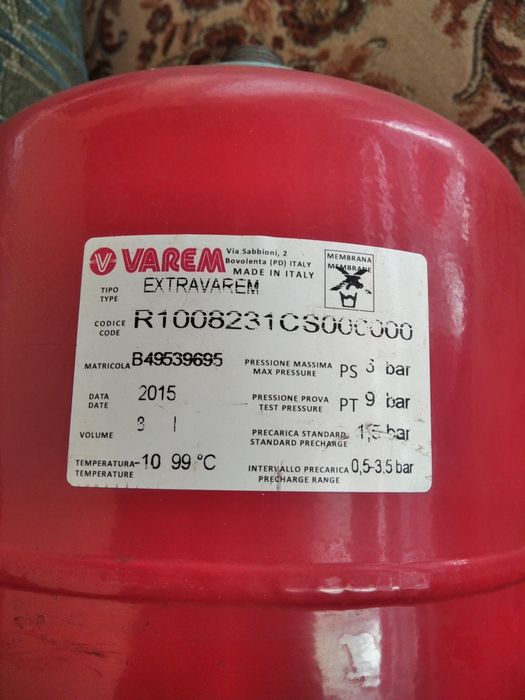 VAREM
Via Sabbioni, 2
Bovolenta (PD) ITALY
MADE IN ITALY
MEMBRANA
MEMBRANE
TIPO
TYPE
EXTRAVAREM
CODICE
CODE
R1008231CS000000
MATRICOLA B49539695
PRESSIONE MASSIMA
MAX PRESSURE
PS bar
DATA
DATE
2015
PRESSIONE PROVA
TEST PRESSURE
PT 9 bar
VOLUME
l
PRECARICA STANDARD
STANDARD PRECHARGE
1,5 bar
TEMPERATURA
TEMPERATURE
-10 99 °C
INTERVALLO PRECARICA
PRECHARGE RANGE
0,5-3,5 bar